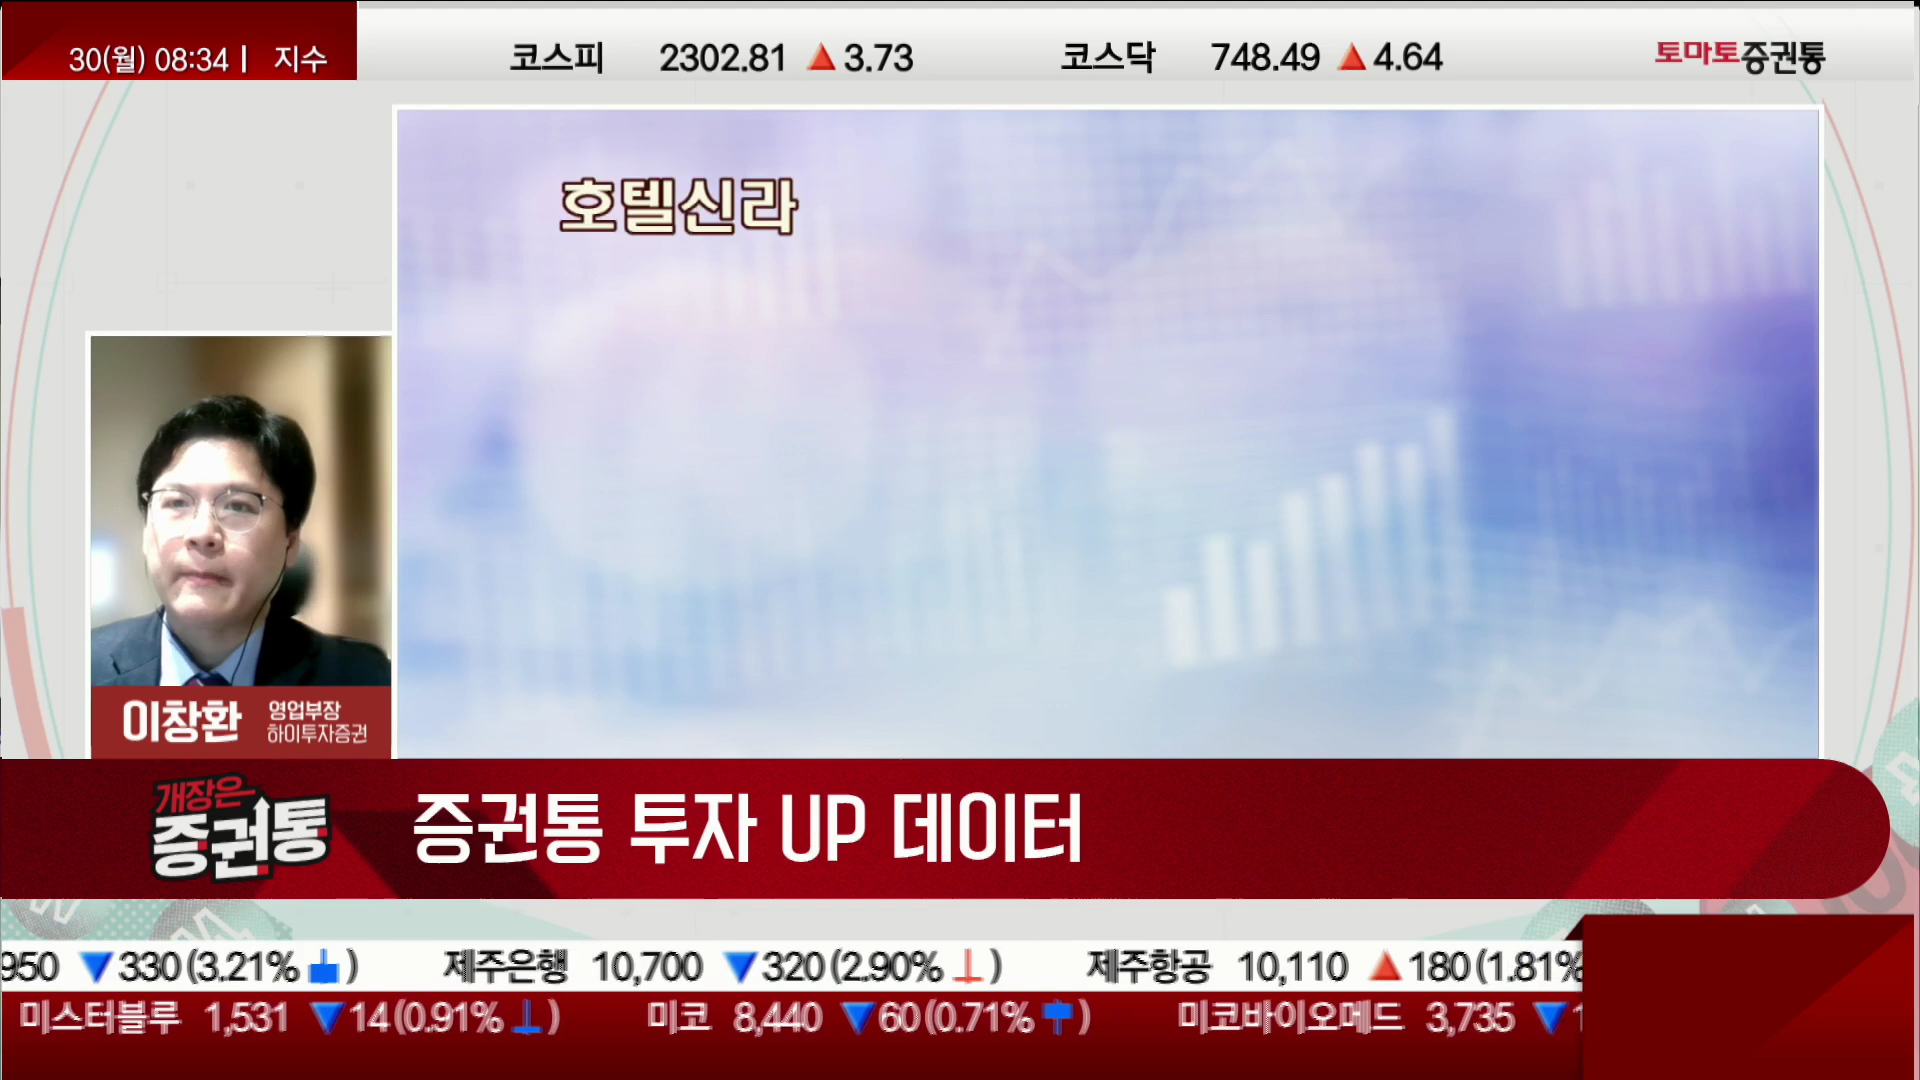 30(월) 08:34 | 지수 코스피 2302.81 ▲3.73 코스닥 748.49 ▲4.64 토마토증권통
호텔신라
이창환 영업부장
하이투자증권
개장은
증권통
증권통 투자 UP 데이터
950 ▼330(3.21%) 제주은행 10,700 ▼320(2.90%) 제주항공 10,110 ▲180(1.81%
미스터블루 1,531 ▼14(0.91%) 미코 8,440 ▼60(0.71%) 미코바이오메드 3,735 ▼1